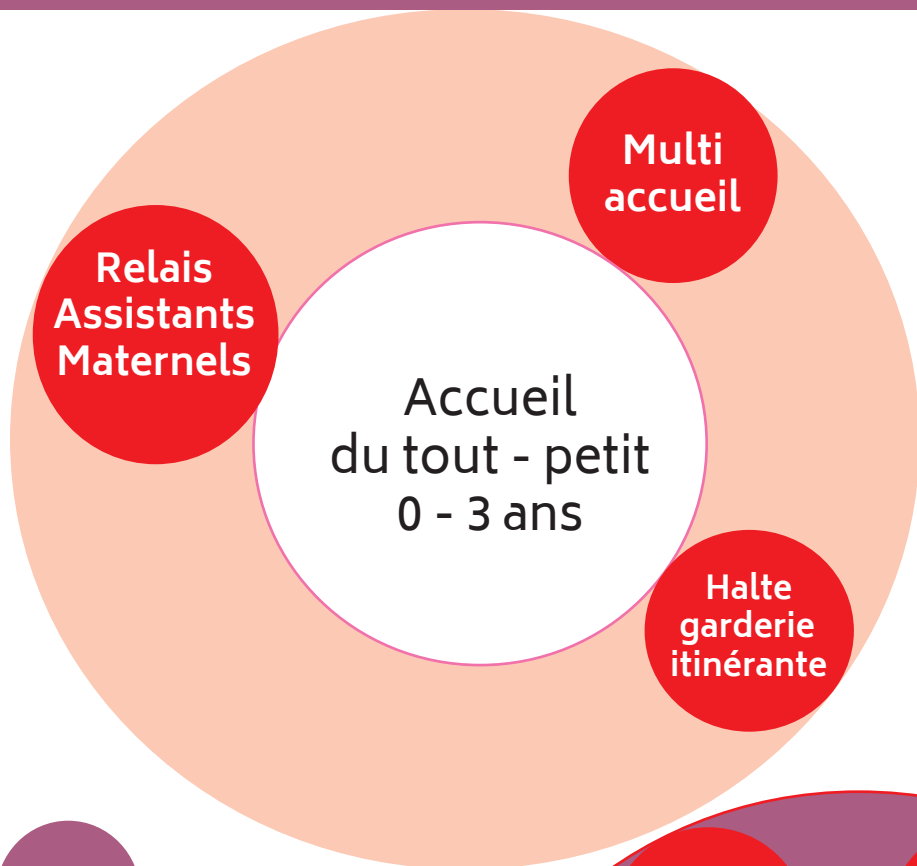 Multi
accueil
Relais
Assistants
Maternels
Accueil
du tout - petit
0 - 3 ans
Halte
garderie
itinérante